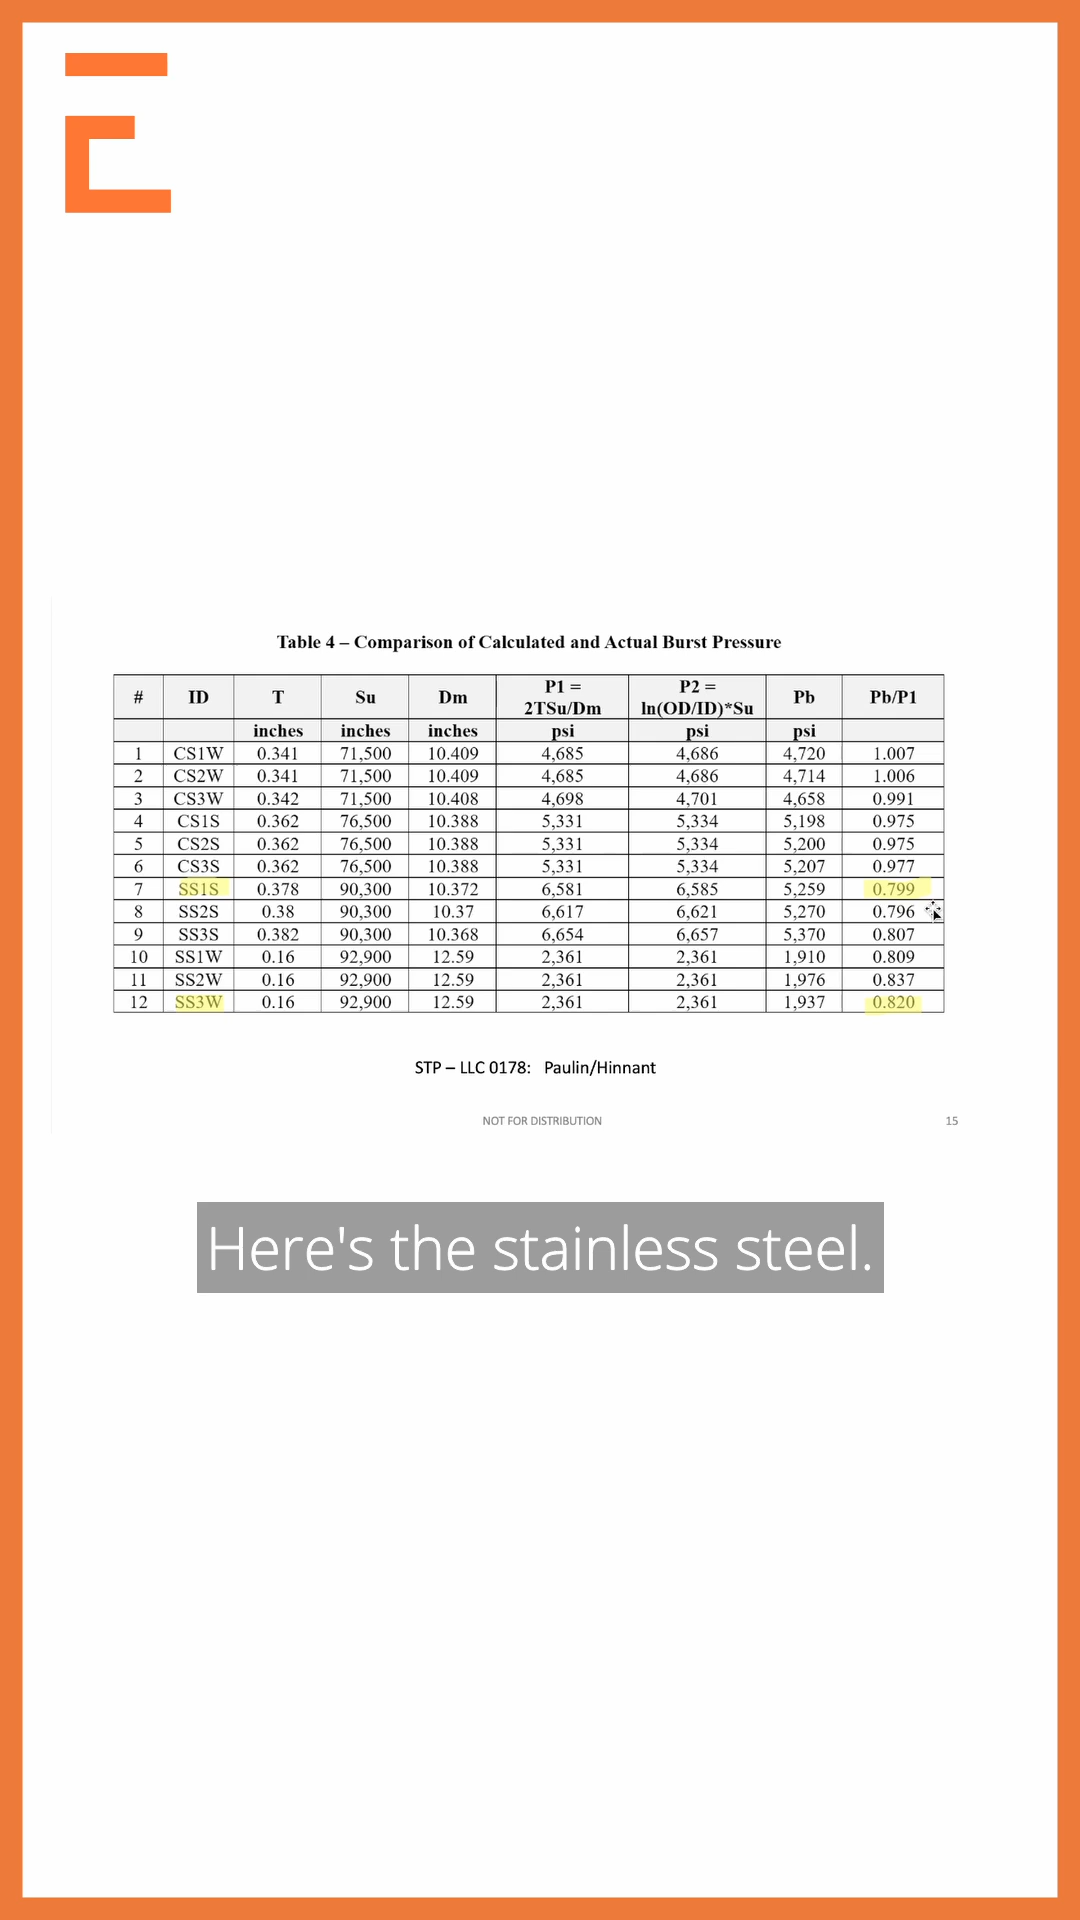 Table 4 – Comparison of Calculated and Actual Burst Pressure
# ID T Su Dm P1 = 2TSu/Dm P2 = ln(OD/ID)*Su Pb Pb/P1
inches inches inches psi psi psi
1 CS1W 0.341 71,500 10.409 4,685 4,686 4,720 1.007
2 CS2W 0.341 71,500 10.409 4,685 4,686 4,714 1.006
3 CS3W 0.342 71,500 10.408 4,698 4,701 4,658 0.991
4 CS1S 0.362 76,500 10.388 5,331 5,334 5,198 0.975
5 CS2S 0.362 76,500 10.388 5,331 5,334 5,200 0.975
6 CS3S 0.362 76,500 10.388 5,331 5,334 5,207 0.977
7 SS1S 0.378 90,300 10.372 6,581 6,585 5,259 0.799
8 SS2S 0.38 90,300 10.37 6,617 6,621 5,270 0.796
9 SS3S 0.382 90,300 10.368 6,654 6,657 5,370 0.807
10 SS1W 0.16 92,900 12.59 2,361 2,361 1,910 0.809
11 SS2W 0.16 92,900 12.59 2,361 2,361 1,976 0.837
12 SS3W 0.16 92,900 12.59 2,361 2,361 1,937 0.820
STP – LLC 0178: Paulin/Hinnant
NOT FOR DISTRIBUTION 15
Here's the stainless steel.